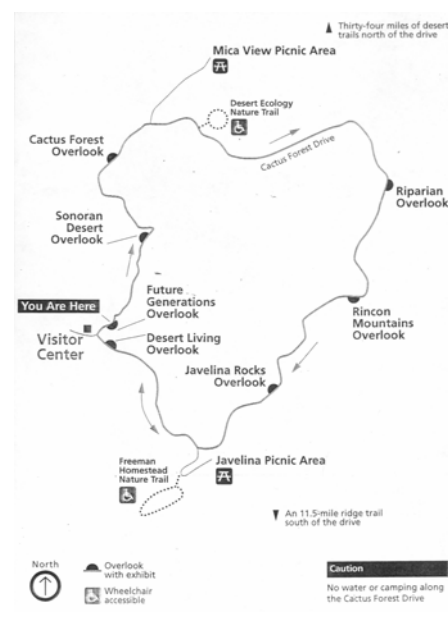 Thirty-four miles of desert
trails north of the drive
Mica View Picnic Area
Desert Ecology
Nature Trail
Cactus Forest
Overlook
Cactus Forest Drive
Riparian
Overlook
Sonoran
Desert
Overlook
Future
Generations
Overlook
You Are Here
Visitor
Center
Desert Living
Overlook
Rincon
Mountains
Overlook
Javelina Rocks
Overlook
Freeman
Homestead
Nature Trail
Javelina Picnic Area
An 11.5-mile ridge trail
south of the drive
North
Overlook
with exhibit
Wheelchair
accessible
Caution
No water or camping along
the Cactus Forest Drive